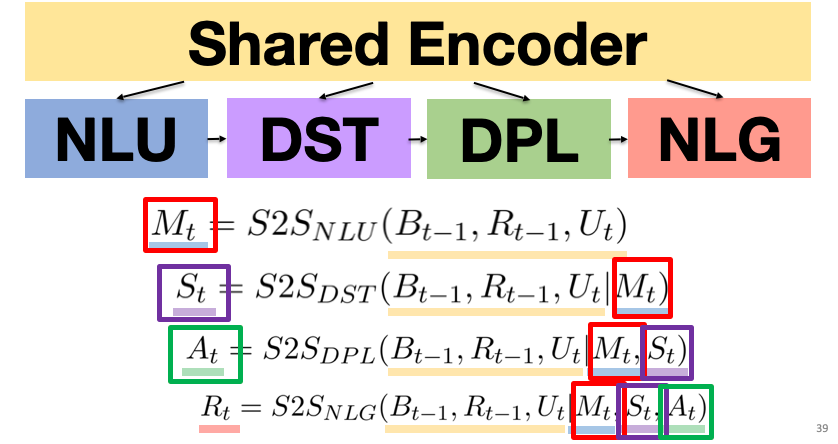 Shared Encoder
NLU DST DPL NLG
M_t = S2S_{NLU}(B_{t-1}, R_{t-1}, U_t)
S_t = S2S_{DST}(B_{t-1}, R_{t-1}, U_t|M_t)
A_t = S2S_{DPL}(B_{t-1}, R_{t-1}, U_t|M_t, S_t)
R_t = S2S_{NLG}(B_{t-1}, R_{t-1}, U_t|M_t, S_t, A_t)
39